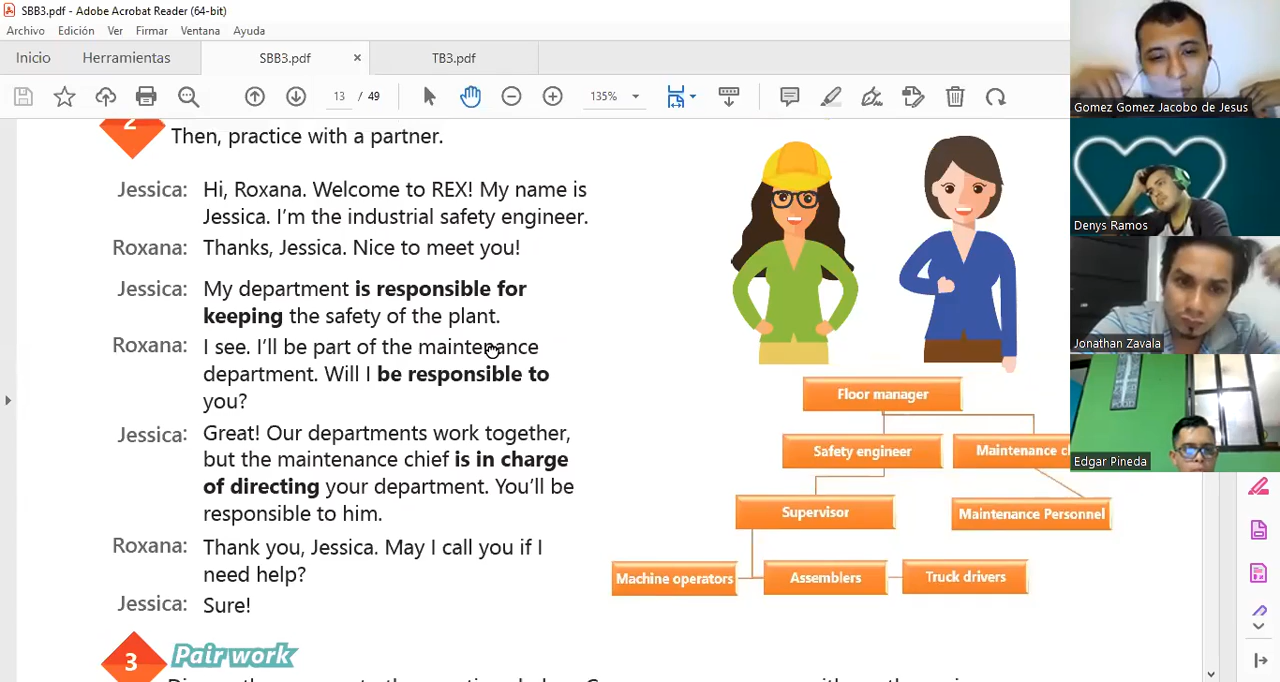 SBB3.pdf - Adobe Acrobat Reader (64-bit)
Archivo Edición Ver Firmar Ventana Ayuda
Inicio Herramientas SBB3.pdf × TB3.pdf
13 / 49 135%
2
Then, practice with a partner.
Jessica: Hi, Roxana. Welcome to REX! My name is
Jessica. I'm the industrial safety engineer.
Roxana: Thanks, Jessica. Nice to meet you!
Jessica: My department is responsible for
keeping the safety of the plant.
Roxana: I see. I'll be part of the maintenance
department. Will I be responsible to
you?
Jessica: Great! Our departments work together,
but the maintenance chief is in charge
of directing your department. You'll be
responsible to him.
Roxana: Thank you, Jessica. May I call you if I
need help?
Jessica: Sure!
3 Pair work
Floor manager
Safety engineer
Maintenance
Supervisor
Maintenance Personnel
Machine operators
Assemblers
Truck drivers
Gomez Gomez Jacobo de Jesus
Denys Ramos
Jonathan Zavala
Edgar Pineda